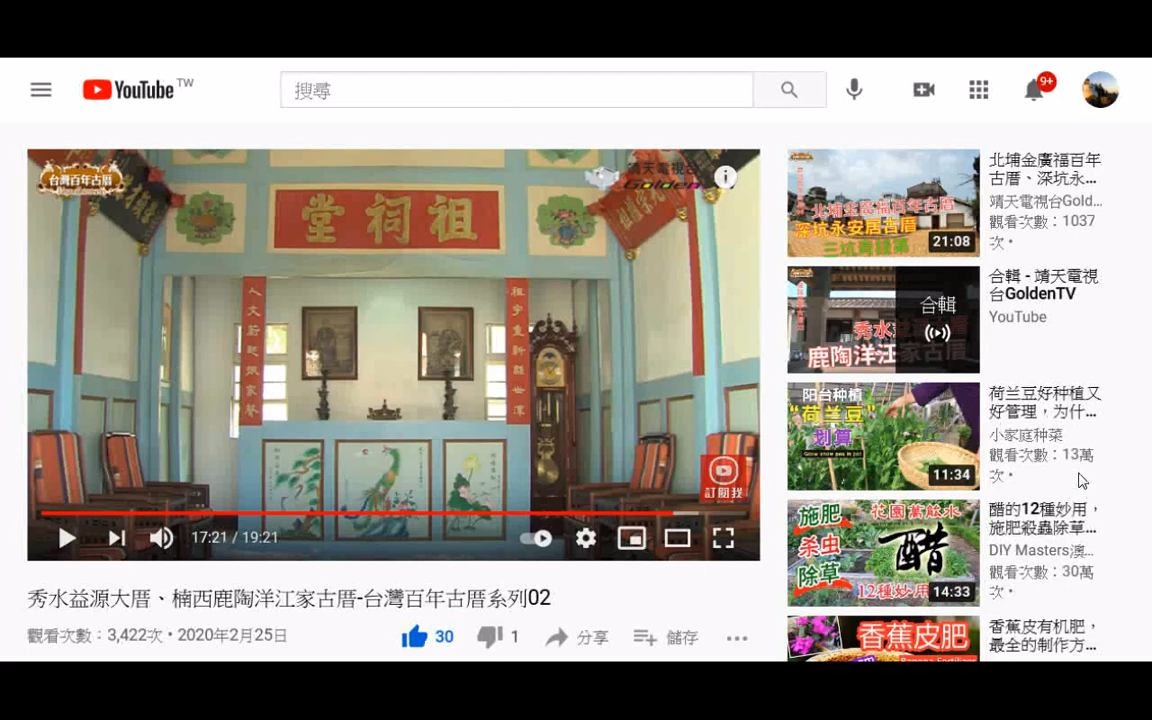 YouTube TW
搜尋
9+
台灣百年古厝
靖天電視台
Golden
堂祠祖
訂閱我
17:21 / 19:21
秀水益源大厝、楠西鹿陶洋江家古厝-台灣百年古厝系列02
觀看次數：3,422次 • 2020年2月25日
30
1
分享
儲存
北埔金廣福百年古厝
深坑永安居古厝
21:08
北埔金廣福百年
古厝、深坑永...
靖天電視台Gold...
觀看次數：1037
次 •
合輯
鹿陶洋江家古厝
合輯 - 靖天電視
台GoldenTV
YouTube
阳台种植
“荷兰豆”
划算
11:34
荷兰豆好种植又
好管理，为什...
小家庭种菜
觀看次數：13萬
次 •
施肥
杀虫
除草
花園萬飲水
醋
12種妙用
14:33
醋的12種妙用，
施肥殺蟲除草...
DIY Masters澳...
觀看次數：30萬
次 •
香蕉皮肥
香蕉皮有机肥，
最全的制作方...